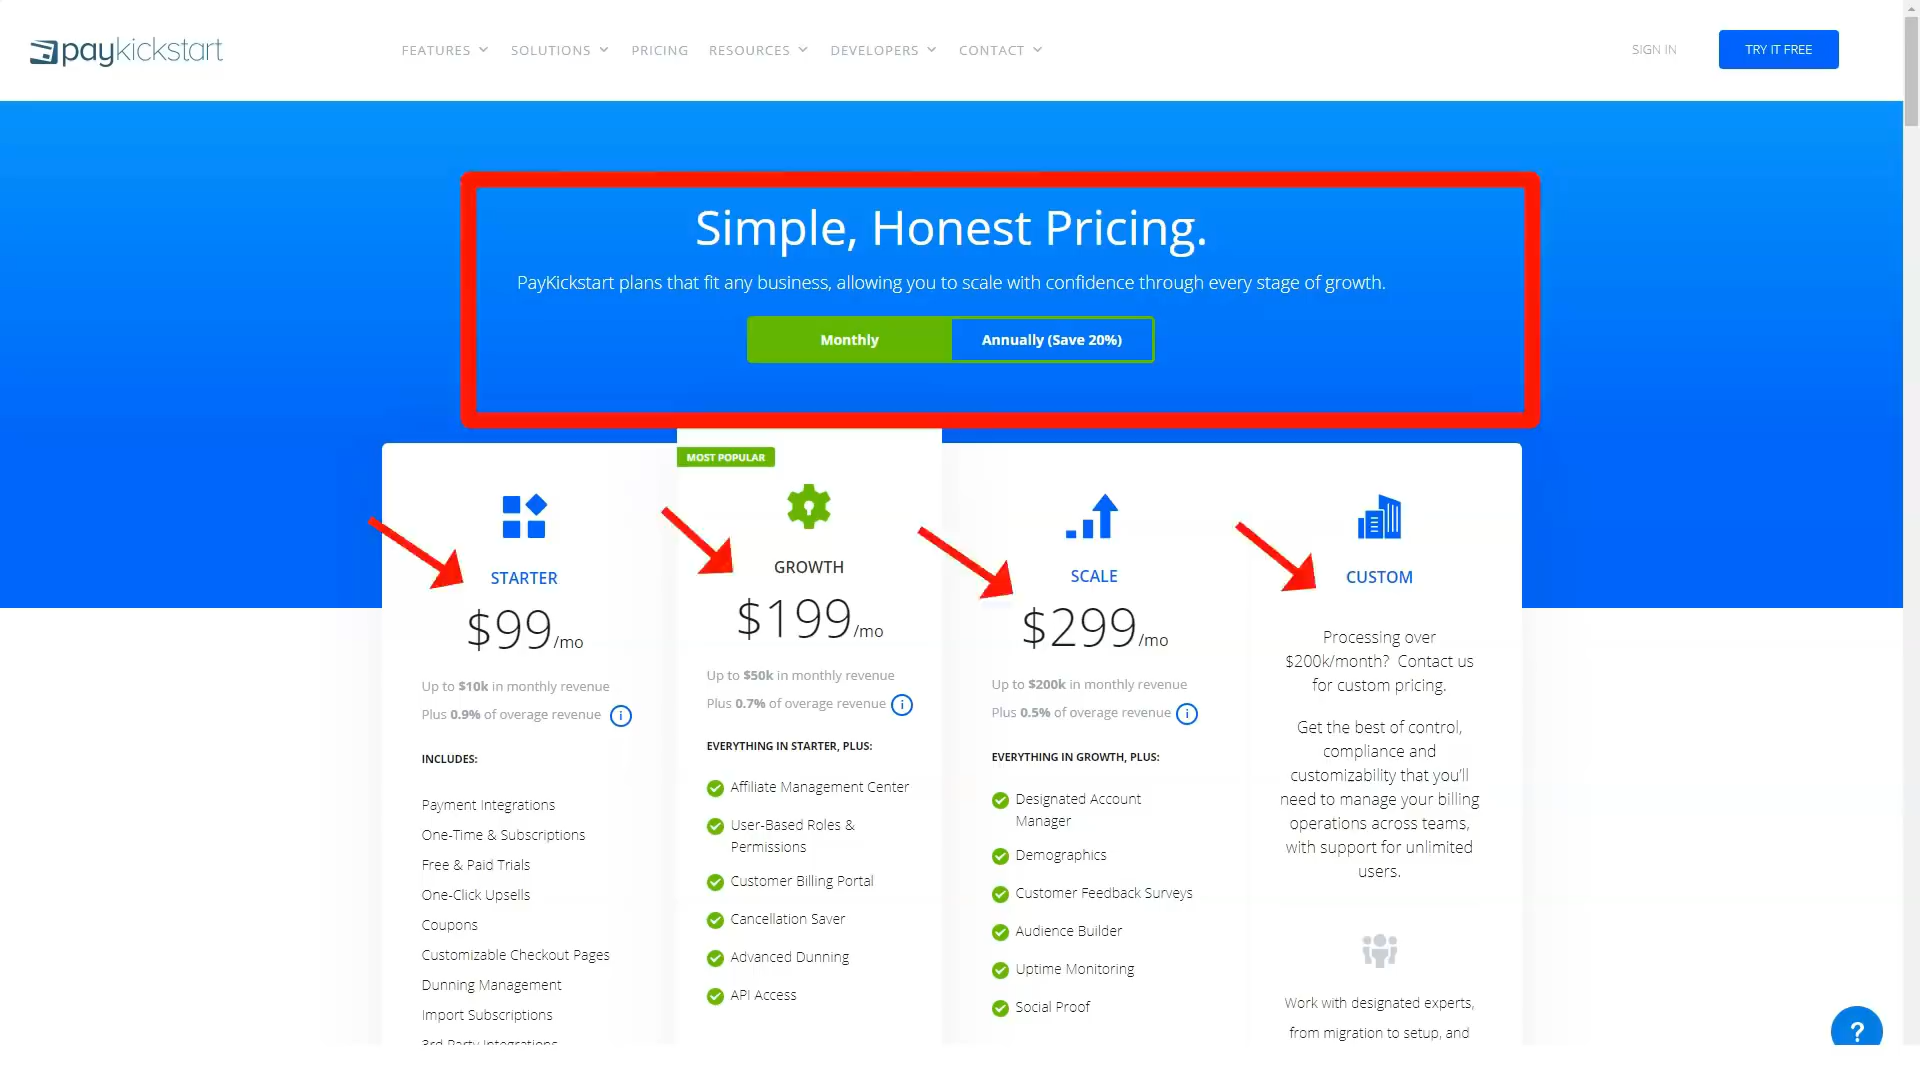 paykickstart
FEATURES
SOLUTIONS
PRICING
RESOURCES
DEVELOPERS
CONTACT
SIGN IN
TRY IT FREE
Simple, Honest Pricing.
PayKickstart plans that fit any business, allowing you to scale with confidence through every stage of growth.
Monthly
Annually (Save 20%)
STARTER
$99/mo
Up to $10k in monthly revenue
Plus 0.9% of overage revenue i
INCLUDES:
Payment Integrations
One-Time & Subscriptions
Free & Paid Trials
One-Click Upsells
Coupons
Customizable Checkout Pages
Dunning Management
Import Subscriptions
3rd Party Integrations
MOST POPULAR
GROWTH
$199/mo
Up to $50k in monthly revenue
Plus 0.7% of overage revenue i
EVERYTHING IN STARTER, PLUS:
Affiliate Management Center
User-Based Roles &
Permissions
Customer Billing Portal
Cancellation Saver
Advanced Dunning
API Access
SCALE
$299/mo
Up to $200k in monthly revenue
Plus 0.5% of overage revenue i
EVERYTHING IN GROWTH, PLUS:
Designated Account
Manager
Demographics
Customer Feedback Surveys
Audience Builder
Uptime Monitoring
Social Proof
CUSTOM
Processing over
$200k/month? Contact us
for custom pricing.
Get the best of control,
compliance and
customizability that you'll
need to manage your billing
operations across teams,
with support for unlimited
users.
Work with designated experts,
from migration to setup, and
?